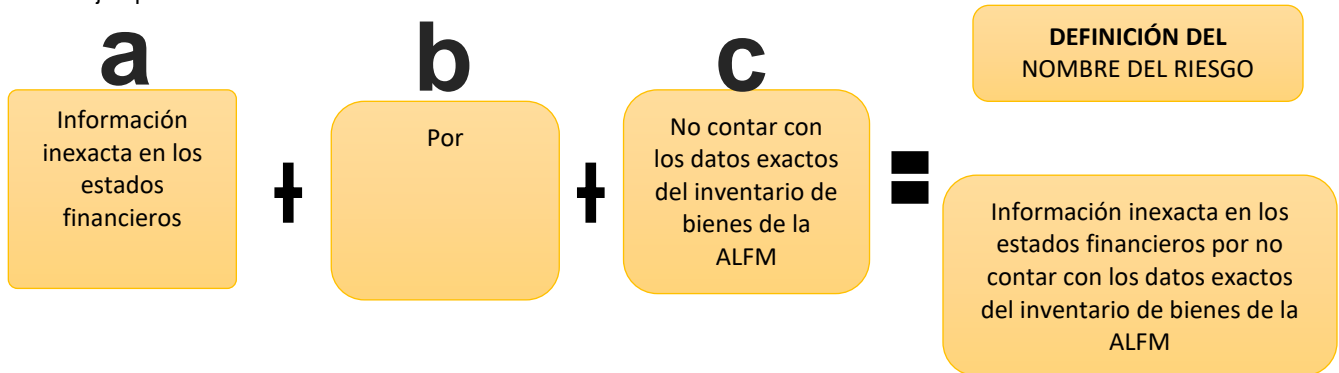 a
b
c
DEFINICIÓN DEL
NOMBRE DEL RIESGO
Información
inexacta en los
estados
financieros
+
Por
+
No contar con
los datos exactos
del inventario de
bienes de la
ALFM
=
Información inexacta en los
estados financieros por no
contar con los datos exactos
del inventario de bienes de la
ALFM